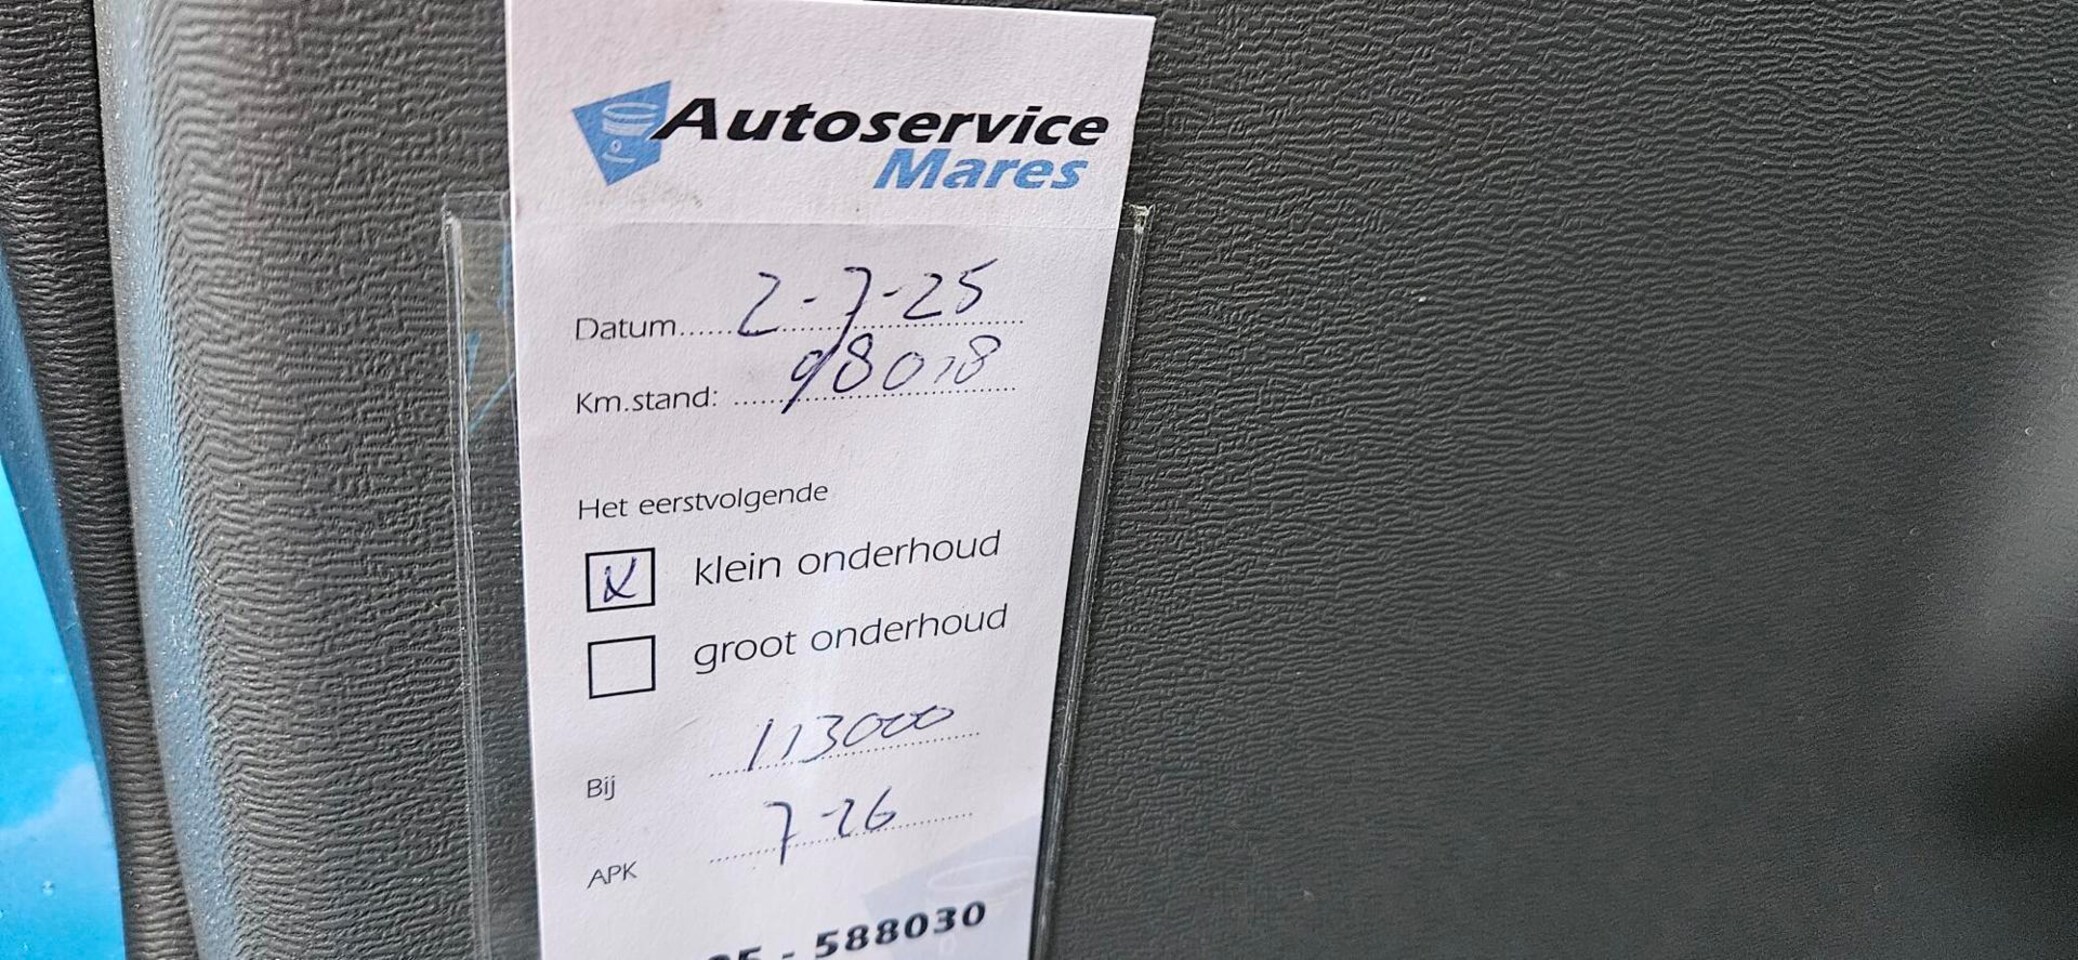 Autoservice
Mares
Datum......2-7-25
Km.stand: 98018
Het eerstvolgende
klein onderhoud
groot onderhoud
Bij 113000
APK 7-26
5 - 588030